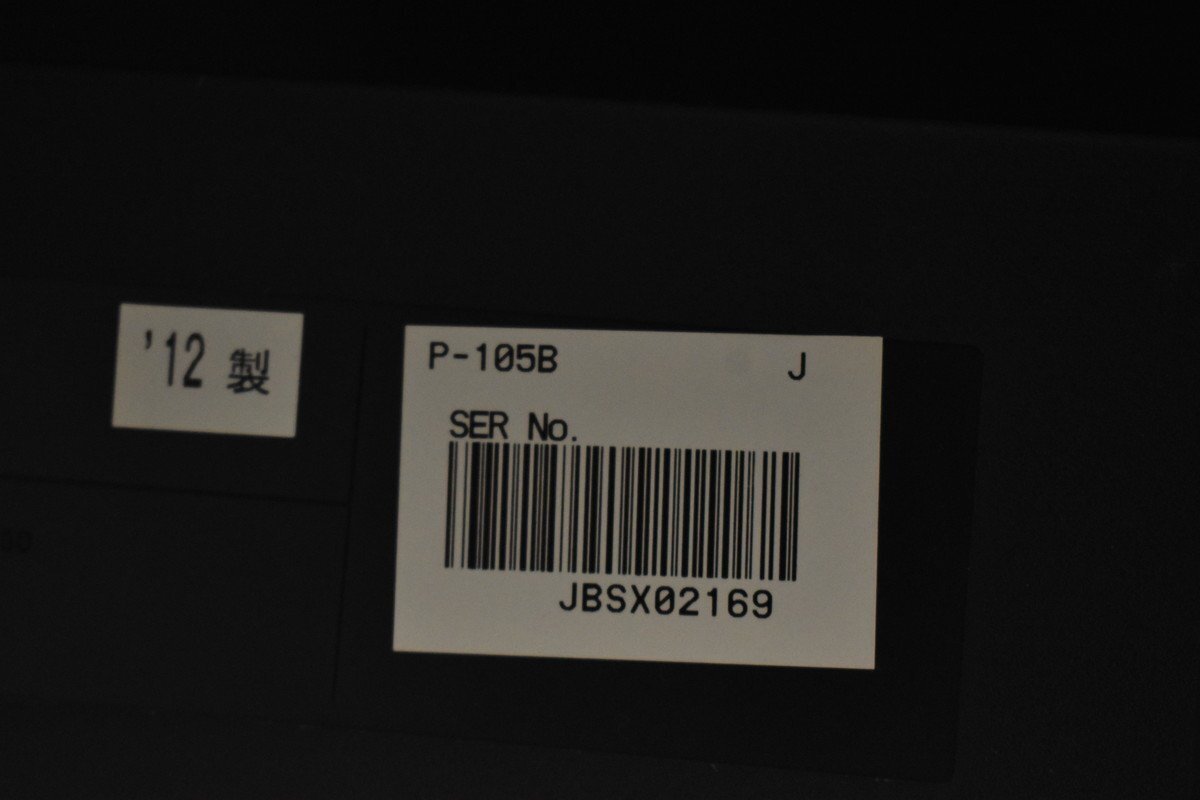 '12 製
P-105B J
SER No.
JBSX02169